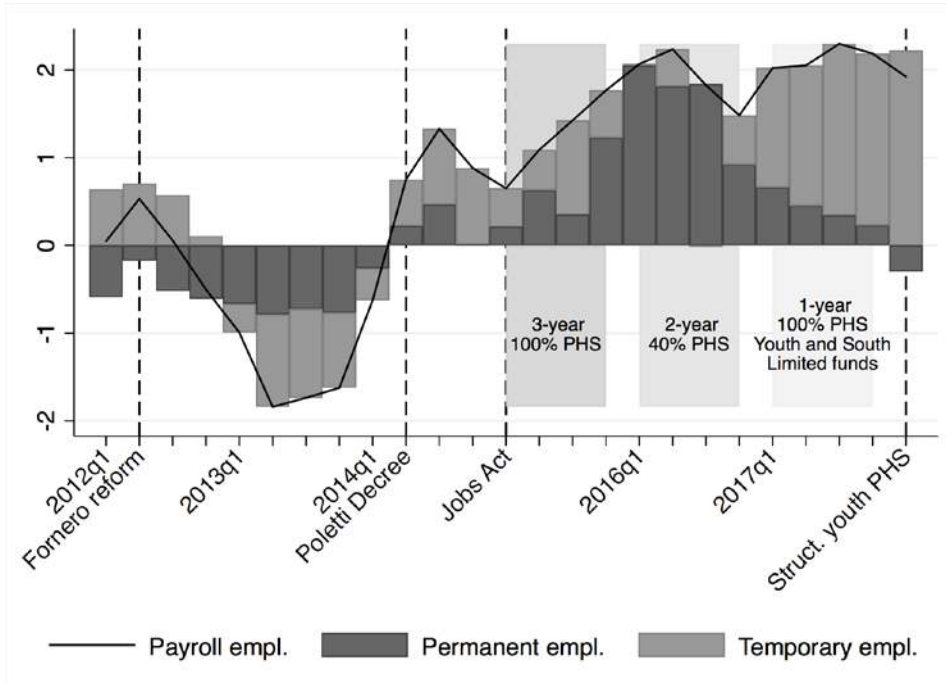 2
1
0
-1
-2
3-year
100% PHS
2-year
40% PHS
1-year
100% PHS
Youth and South
Limited funds
2012q1
Fornero reform
2013q1
2014q1
Poletti Decree
Jobs Act
2016q1
2017q1
Struct. youth PHS
Payroll empl.
Permanent empl.
Temporary empl.